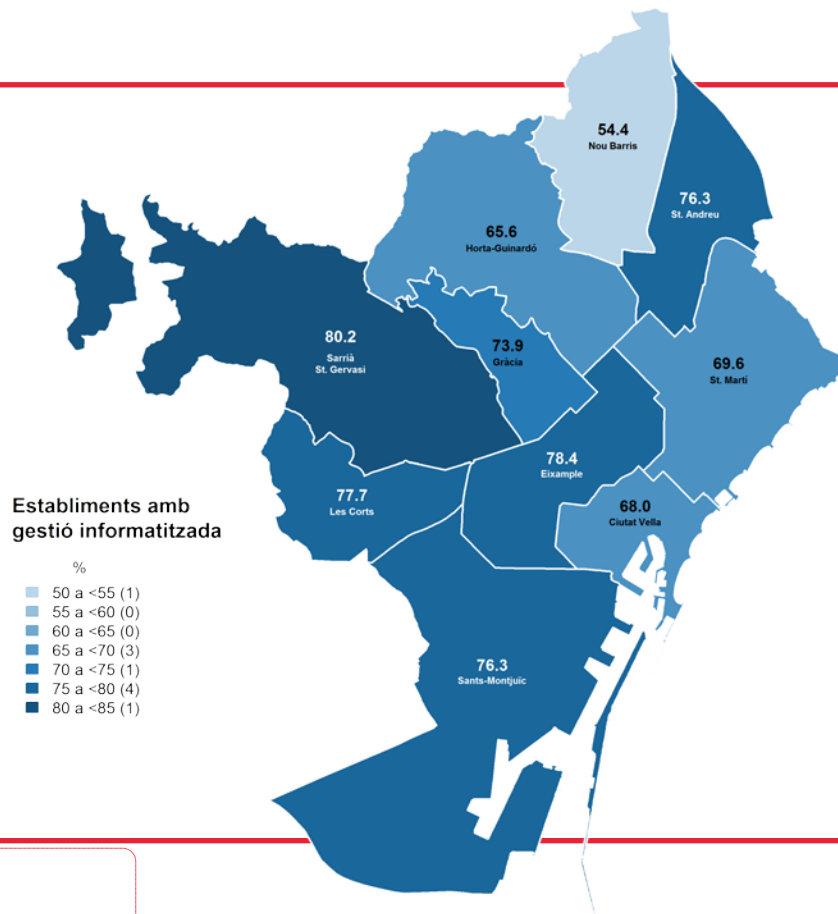 54.4
Nou Barris
76.3
St. Andreu
65.6
Horta-Guinardó
80.2
Sarrià
St. Gervasi
73.9
Gràcia
69.6
St. Martí
78.4
Eixample
77.7
Les Corts
68.0
Ciutat Vella
76.3
Sants-Montjuïc
Establiments amb
gestió informatitzada
%
50 a <55 (1)
55 a <60 (0)
60 a <65 (0)
65 a <70 (3)
70 a <75 (1)
75 a <80 (4)
80 a <85 (1)